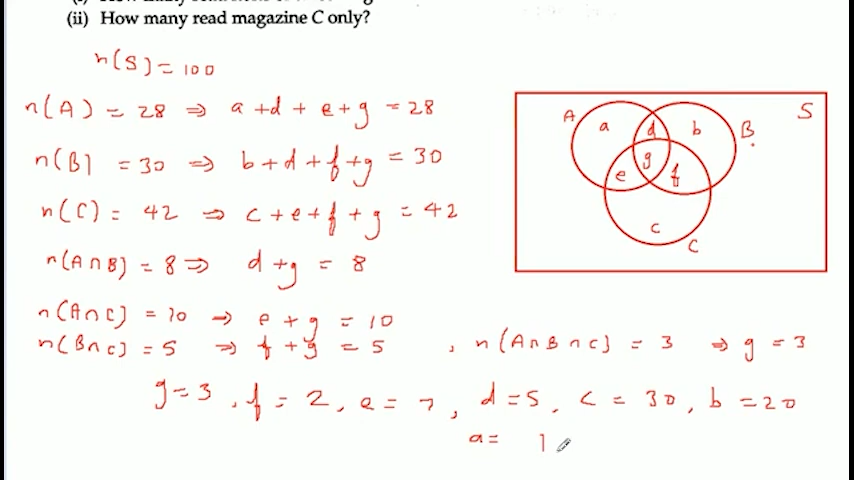 (ii) How many read magazine C only?
n(S) = 100
n(A) = 28 ⇒ a+d+e+g = 28
n(B) = 30 ⇒ b+d+f+g = 30
n(C) = 42 ⇒ c+e+f+g = 42
n(A∩B) = 8 ⇒ d+g = 8
n(A∩C) = 10 ⇒ e+g = 10
n(B∩C) = 5 ⇒ f+g = 5 , n(A∩B∩C) = 3 ⇒ g = 3
g=3 , f = 2 , e = 7 , d=5 , c = 30 , b = 20
a = 1
S
A a d b B
g
e f
c
C